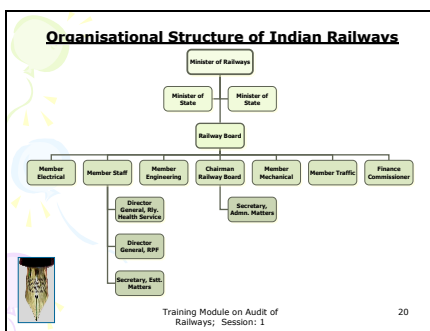 Organisational Structure of Indian Railways
Minister of Railways
Minister of
State
Minister of
State
Railway Board
Member
Electrical
Member Staff
Member
Engineering
Chairman
Railway Board
Member
Mechanical
Member Traffic
Finance
Commissioner
Director
General, Rly.
Health Service
Secretary,
Admn. Matters
Director
General, RPF
Secretary, Estt.
Matters
Training Module on Audit of
Railways; Session: 1
20